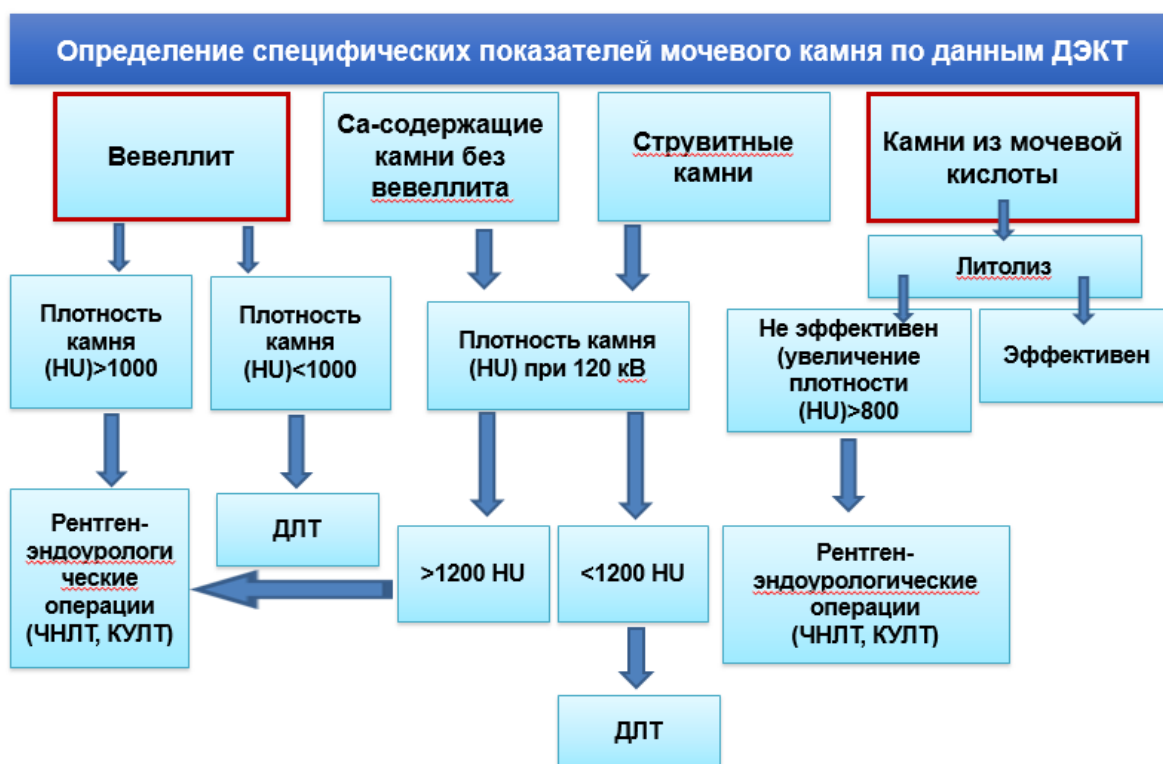 Определение специфических показателей мочевого камня по данным ДЭКТ
Вевеллит
Са-содержащие
камни без
вевеллита
Струвитные
камни
Камни из мочевой
кислоты
Литолиз
Плотность
камня
(HU)>1000
Плотность
камня
(HU)<1000
Плотность камня
(HU) при 120 кВ
Не эффективен
(увеличение
плотности
(HU)>800
Эффективен
Рентген-
эндоурологи
ческие
операции
(ЧНЛТ, КУЛТ)
ДЛТ
>1200 HU
<1200 HU
Рентген-
эндоурологические
операции
(ЧНЛТ, КУЛТ)
ДЛТ